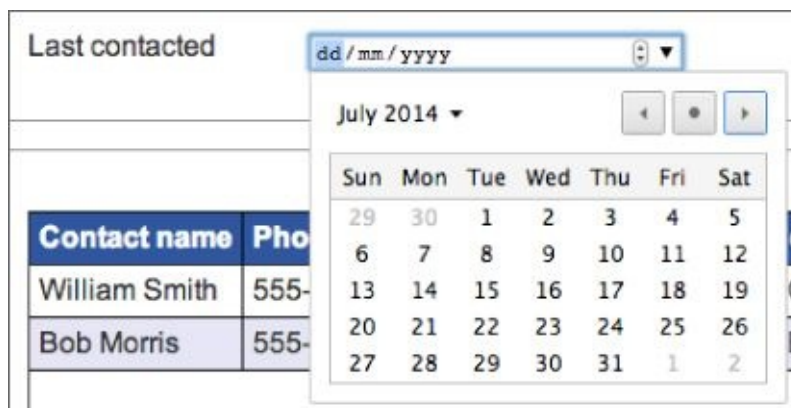 Last contacted
dd/mm/yyyy
July 2014
Sun Mon Tue Wed Thu Fri Sat
29 30 1 2 3 4 5
Contact name Pho
6 7 8 9 10 11 12
William Smith 555-
13 14 15 16 17 18 19
20 21 22 23 24 25 26
Bob Morris 555-
27 28 29 30 31 1 2